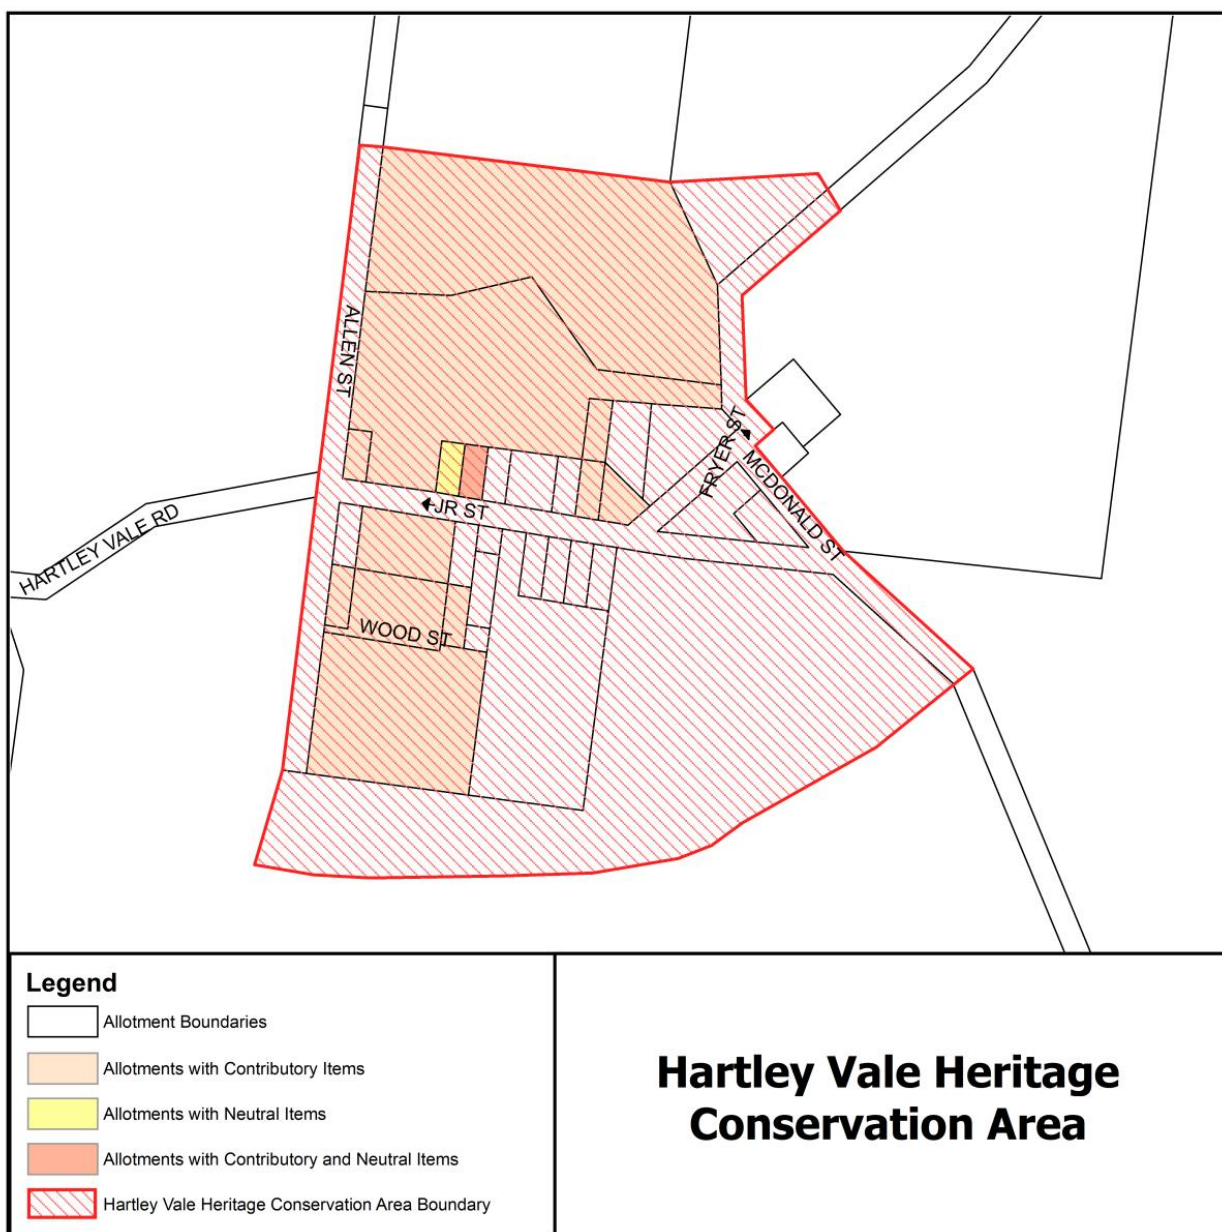 ALLEN ST
FRYER ST
MCDONALD ST
JR ST
HARTLEY VALE RD
WOOD ST
Legend
Allotment Boundaries
Allotments with Contributory Items
Allotments with Neutral Items
Allotments with Contributory and Neutral Items
Hartley Vale Heritage Conservation Area Boundary
Hartley Vale Heritage
Conservation Area